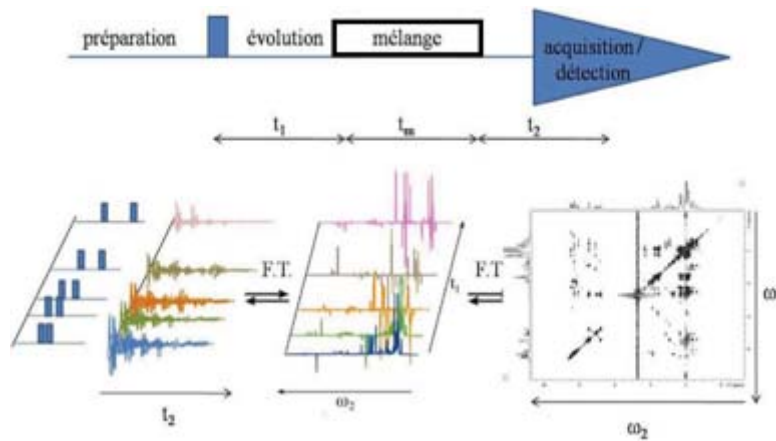 préparation
évolution
mélange
acquisition /
détection
t₁
tₘ
t₂
F.T.
t₁
F.T
ω
t₂
ω₂
ω₂